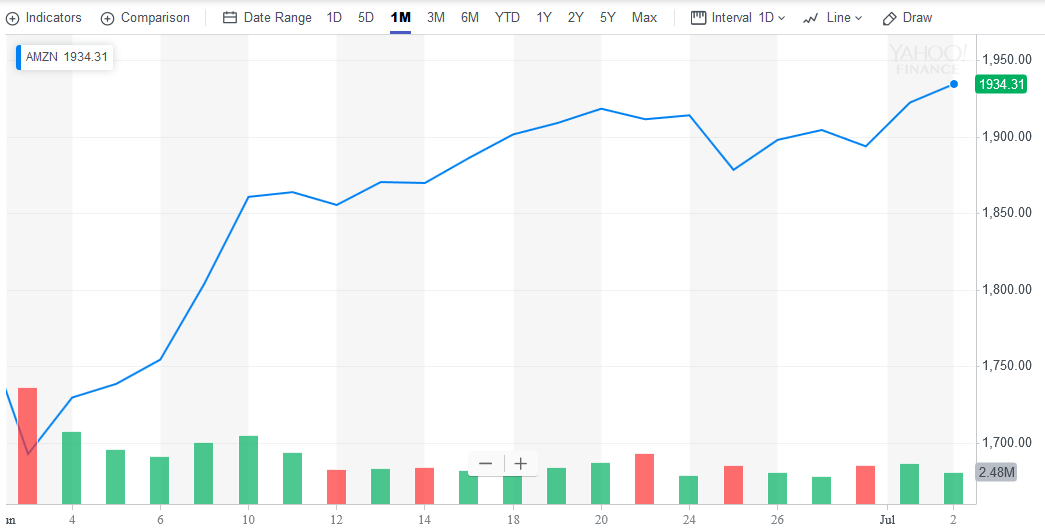 Indicators Comparison Date Range 1D 5D 1M 3M 6M YTD 1Y 2Y 5Y Max Interval 1D Line Draw
AMZN 1934.31
YAHOO!
FINANCE
1,950.00
1934.31
1,900.00
1,850.00
1,800.00
1,750.00
1,700.00
2.48M
4 6 10 12 14 18 20 24 26 Jul 2